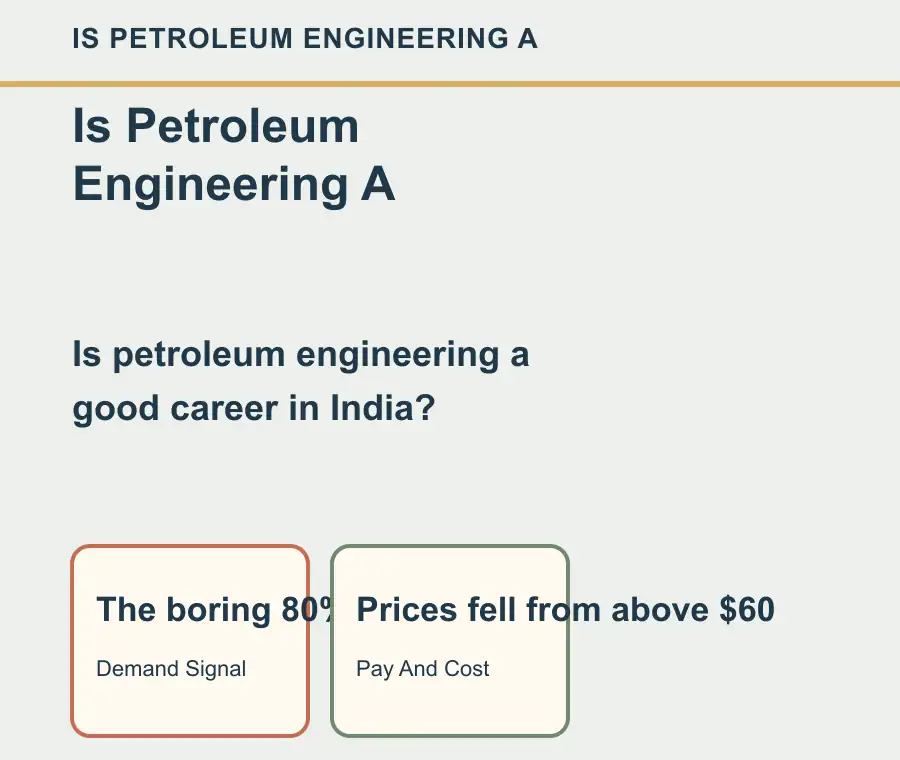 IS PETROLEUM ENGINEERING A
Is Petroleum
Engineering A
Is petroleum engineering a
good career in India?
The boring 80%
Demand Signal
Prices fell from above $60
Pay And Cost